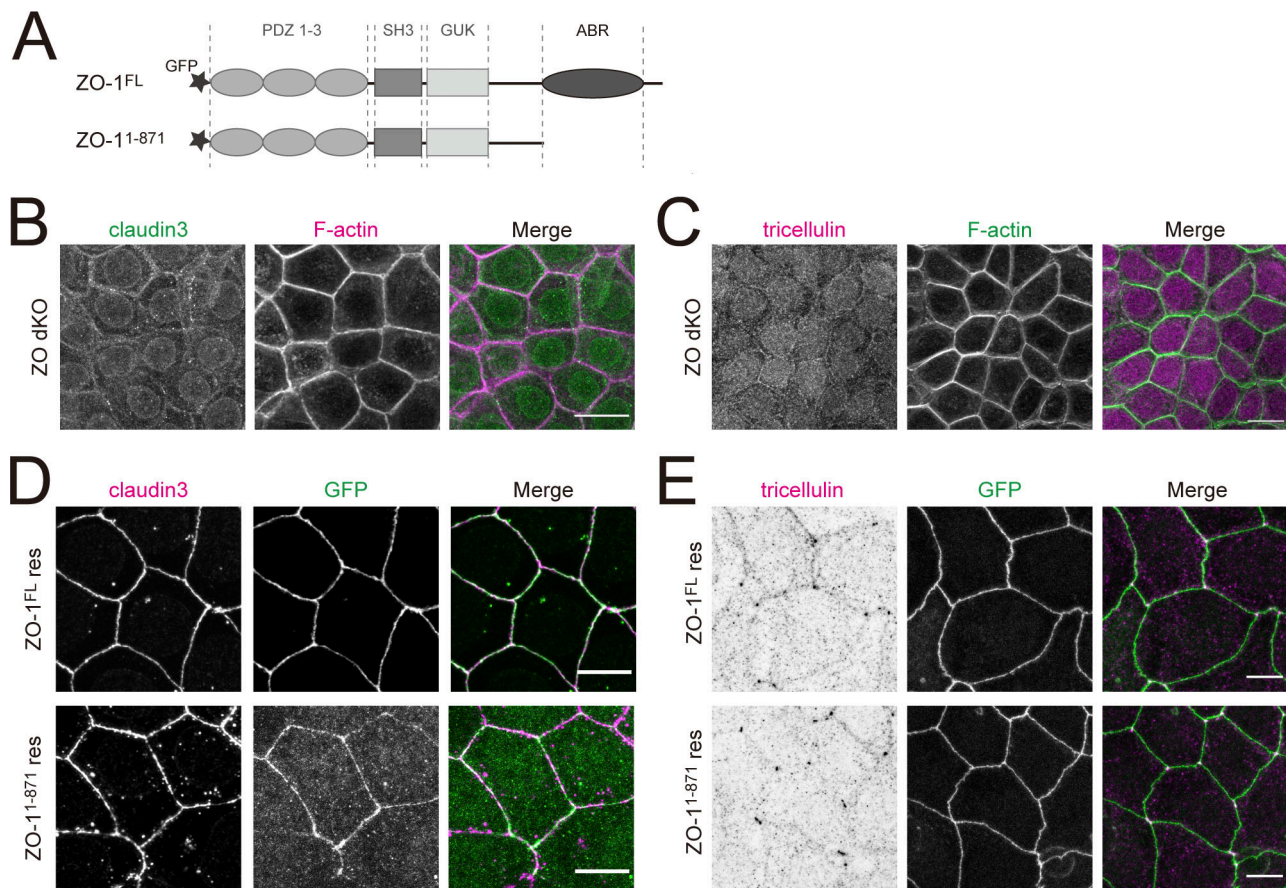 A
PDZ 1-3 SH3 GUK ABR
GFP
ZO-1FL
ZO-11-871
B
claudin3 F-actin Merge
ZO dKO
C
tricellulin F-actin Merge
ZO dKO
D
claudin3 GFP Merge
ZO-1FL res
ZO-11-871 res
E
tricellulin GFP Merge
ZO-1FL res
ZO-11-871 res